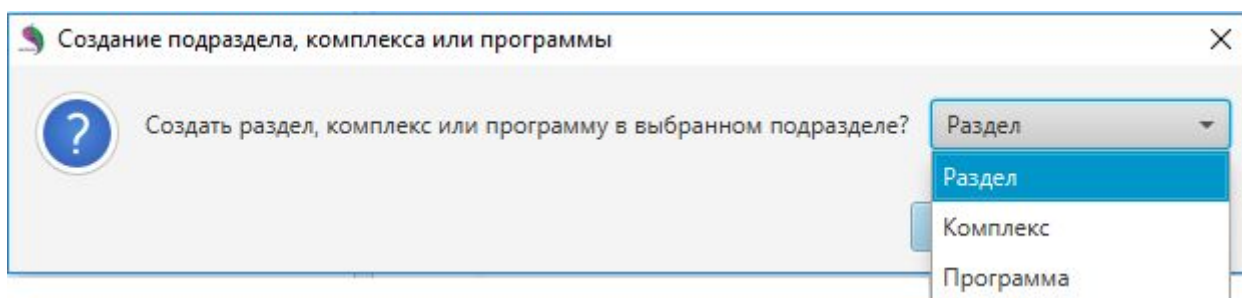 Создание подраздела, комплекса или программы
Создать раздел, комплекс или программу в выбранном подразделе? Раздел
Раздел
Комплекс
Программа